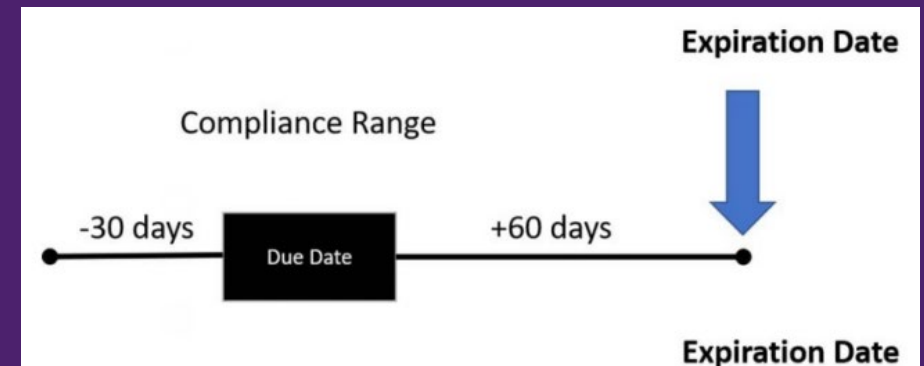 Expiration Date
Compliance Range
-30 days
+60 days
Due Date
Expiration Date